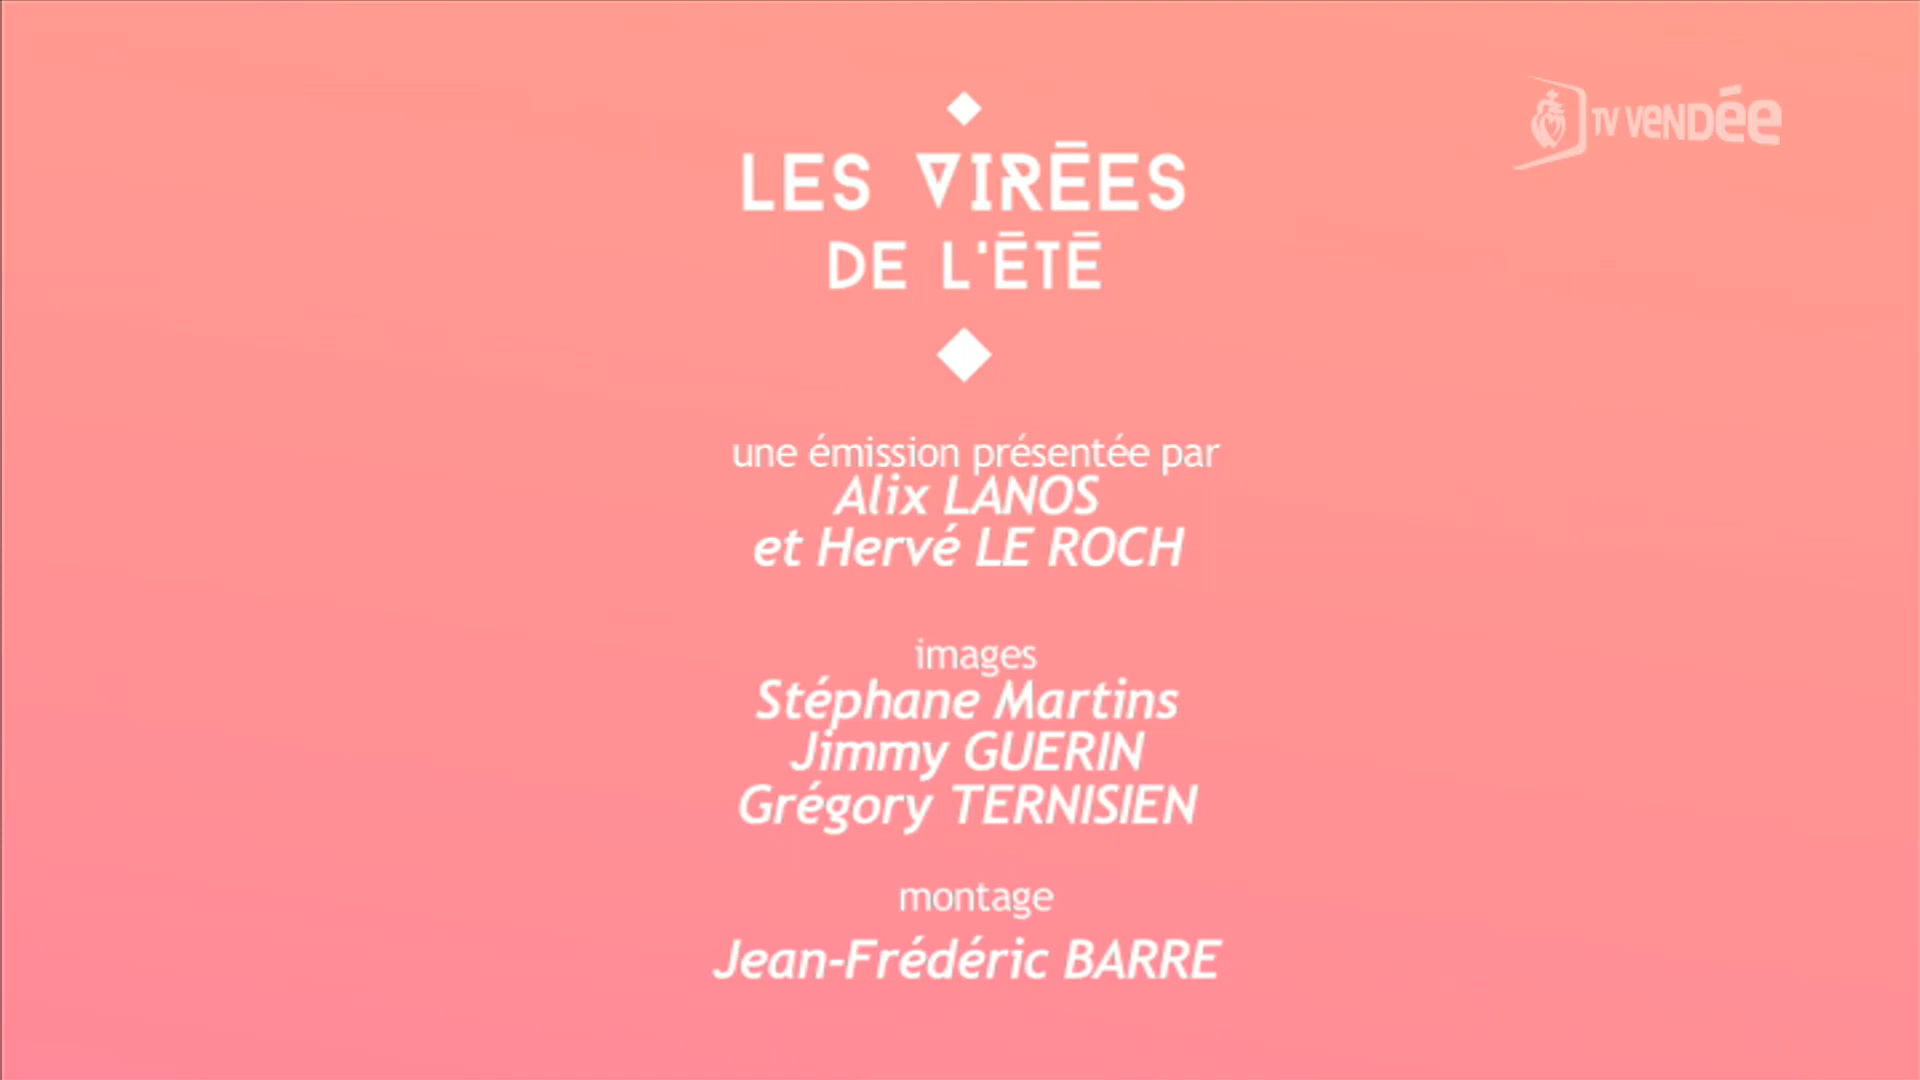 TV VENDÉE
LES VIRÉES
DE L'ÉTÉ
une émission présentée par
Alix LANOS
et Hervé LE ROCH
images
Stéphane Martins
Jimmy GUERIN
Grégory TERNISIEN
montage
Jean-Frédéric BARRE